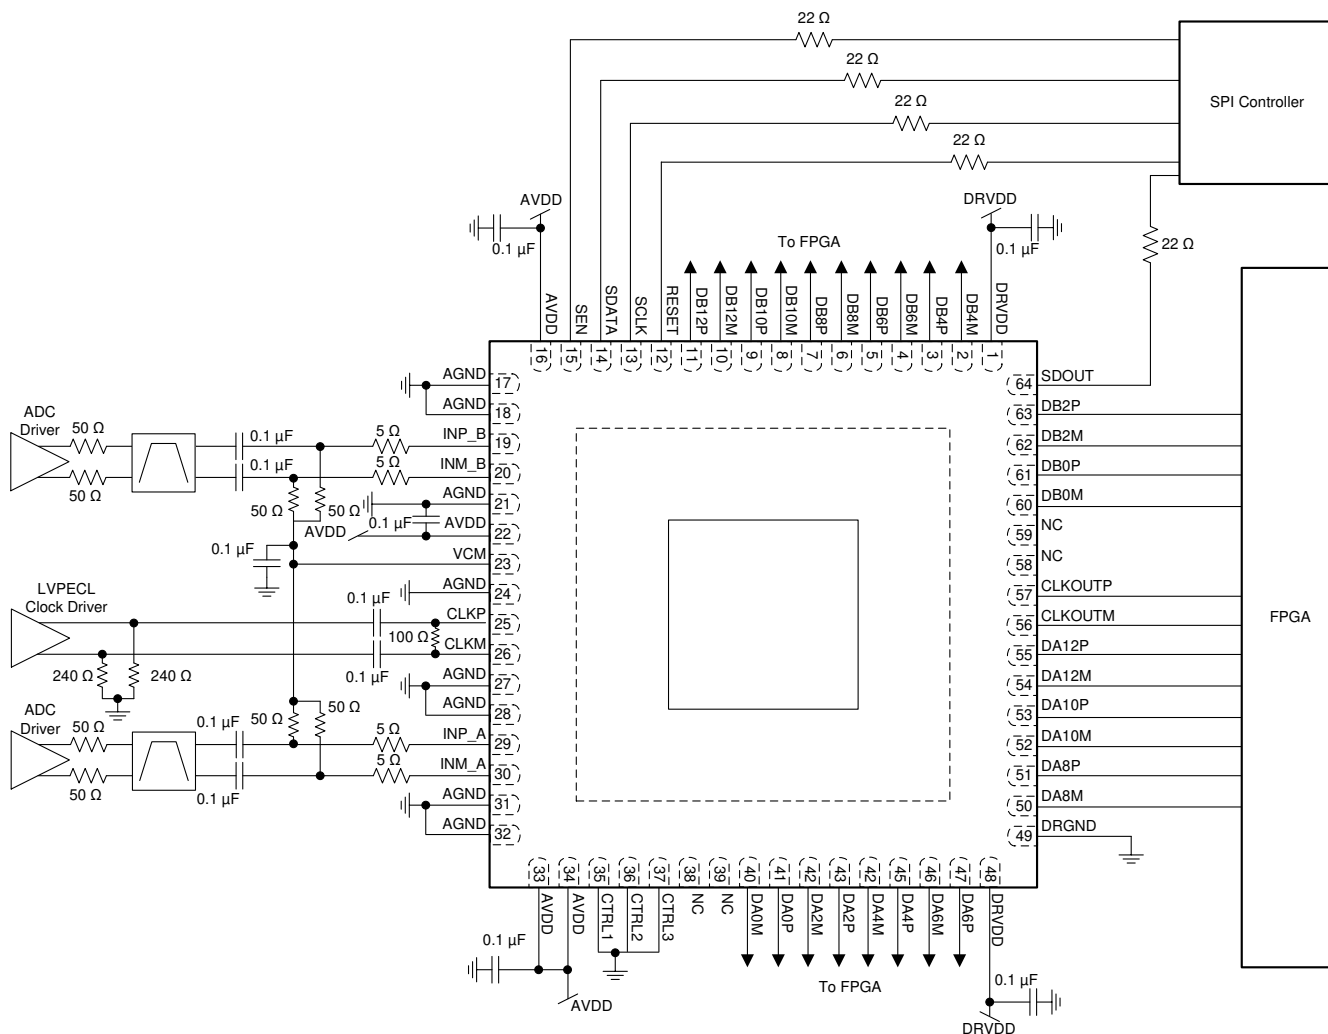 22 Ω
22 Ω
22 Ω
22 Ω
SPI Controller
AVDD
0.1 µF
DRVDD
0.1 µF
22 Ω
To FPGA
AVDD
SEN
SDATA
SCLK
RESET
DB12P
DB12M
DB10P
DB10M
DB8P
DB8M
DB6P
DB6M
DB4P
DB4M
DRVDD
16
15
14
13
12
11
10
9
8
7
6
5
4
3
2
1
AGND
17
AGND
18
INP_B
19
INM_B
20
AGND
21
AVDD
22
VCM
23
AGND
24
CLKP
25
CLKM
26
AGND
27
AGND
28
INP_A
29
INM_A
30
AGND
31
AGND
32
ADC
Driver
50 Ω
50 Ω
0.1 µF
0.1 µF
5 Ω
5 Ω
50 Ω
50 Ω
AVDD
0.1 µF
0.1 µF
LVPECL
Clock Driver
0.1 µF
100 Ω
0.1 µF
240 Ω
240 Ω
ADC
Driver
50 Ω
50 Ω
0.1 µF
0.1 µF
50 Ω
50 Ω
5 Ω
5 Ω
64
SDOUT
63
DB2P
62
DB2M
61
DB0P
60
DB0M
59
NC
58
NC
57
CLKOUTP
56
CLKOUTM
55
DA12P
54
DA12M
53
DA10P
52
DA10M
51
DA8P
50
DA8M
49
DRGND
FPGA
33
34
35
36
37
38
39
40
41
42
43
42
45
46
47
48
AVDD
AVDD
CTRL1
CTRL2
CTRL3
NC
NC
DA0M
DA0P
DA2M
DA2P
DA4M
DA4P
DA6M
DA6P
DRVDD
0.1 µF
AVDD
To FPGA
0.1 µF
DRVDD